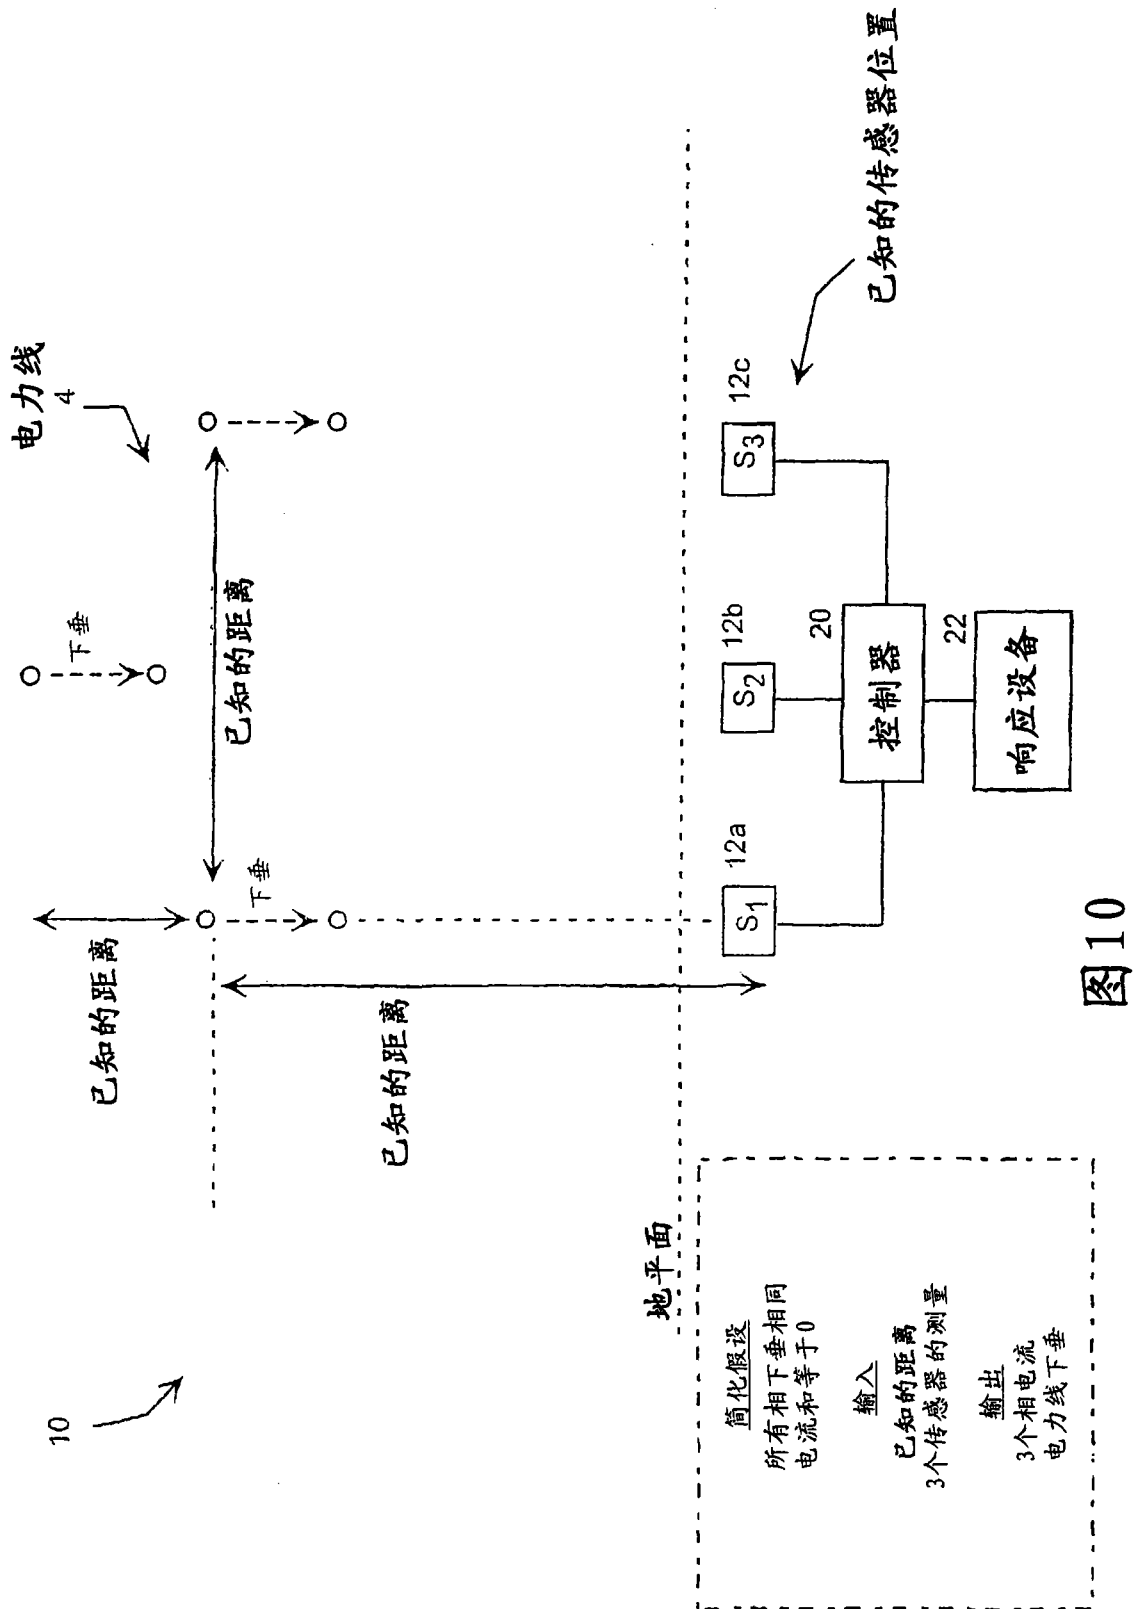 10
电力线
4
已知的距离
下垂
下垂
已知的距离
已知的距离
地平面
S1
12a
S2
12b
S3
12c
已知的传感器位置
20
控制器
22
响应设备
简化假设
所有相下垂相同
电流和等于0
输入
已知的距离
3个传感器的测量
输出
3个相电流
电力线下垂
图10